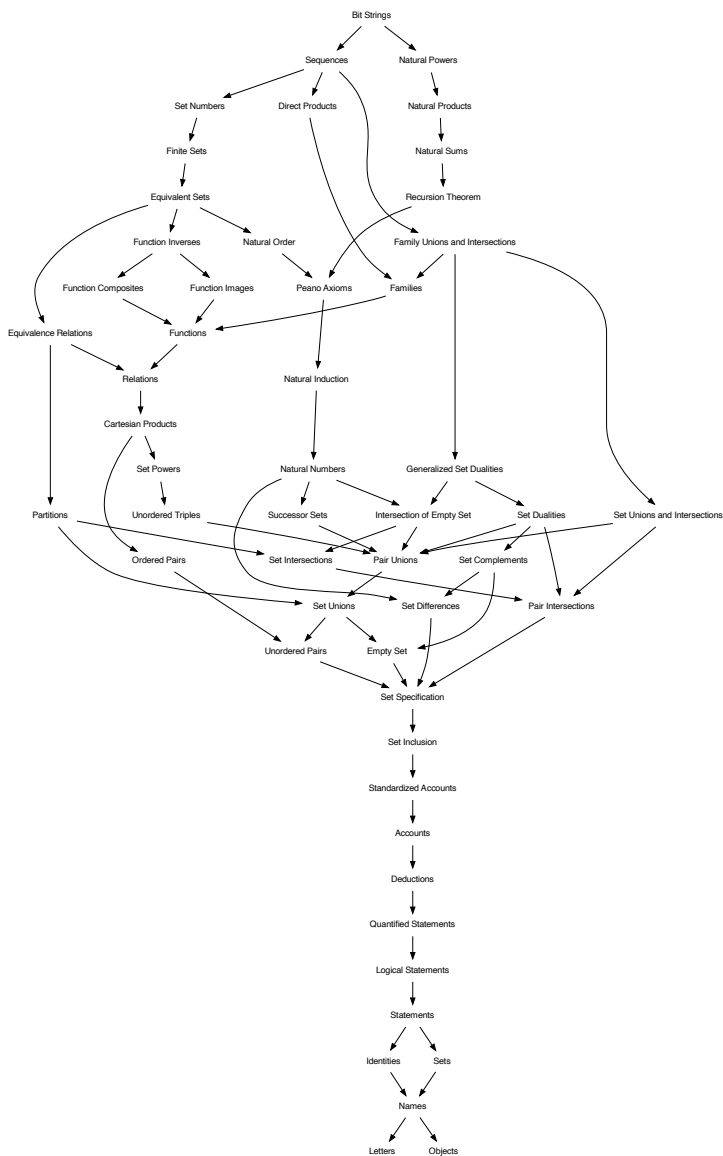 Bit Strings
Sequences
Natural Powers
Set Numbers
Direct Products
Natural Products
Finite Sets
Natural Sums
Equivalent Sets
Recursion Theorem
Function Inverses
Natural Order
Family Unions and Intersections
Function Composites
Function Images
Peano Axioms
Families
Equivalence Relations
Functions
Relations
Natural Induction
Cartesian Products
Set Powers
Natural Numbers
Generalized Set Dualities
Partitions
Unordered Triples
Successor Sets
Intersection of Empty Set
Set Dualities
Set Unions and Intersections
Ordered Pairs
Set Intersections
Pair Unions
Set Complements
Set Unions
Set Differences
Pair Intersections
Unordered Pairs
Empty Set
Set Specification
Set Inclusion
Standardized Accounts
Accounts
Deductions
Quantified Statements
Logical Statements
Statements
Identities
Sets
Names
Letters
Objects